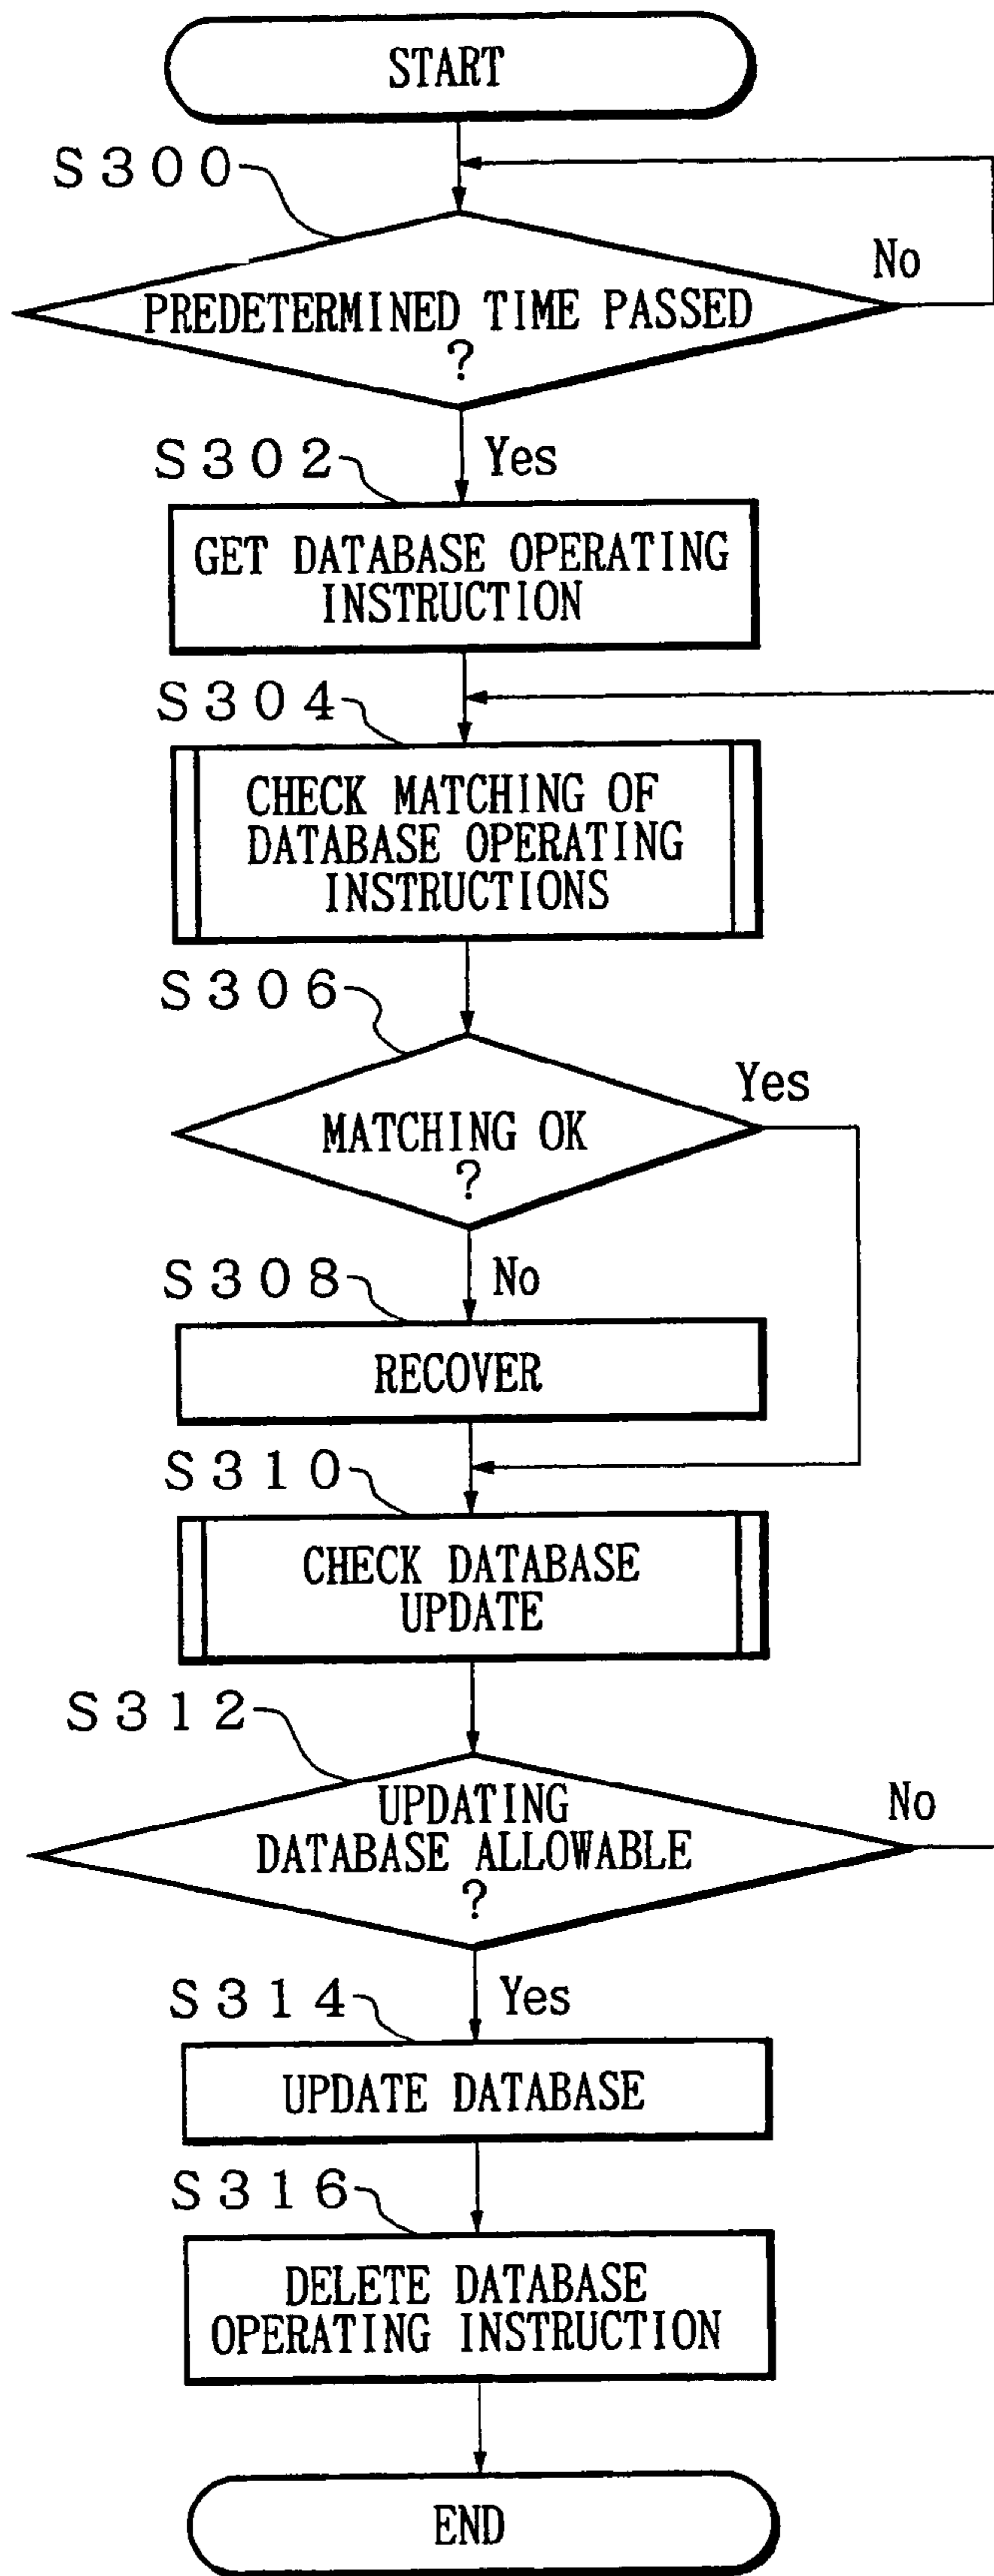 START
S300
No
PREDETERMINED TIME PASSED
?
S302
Yes
GET DATABASE OPERATING
INSTRUCTION
S304
CHECK MATCHING OF
DATABASE OPERATING
INSTRUCTIONS
S306
Yes
MATCHING OK
?
S308
No
RECOVER
S310
CHECK DATABASE
UPDATE
S312
UPDATING
No
DATABASE ALLOWABLE
?
S314
Yes
UPDATE DATABASE
S316
DELETE DATABASE
OPERATING INSTRUCTION
END